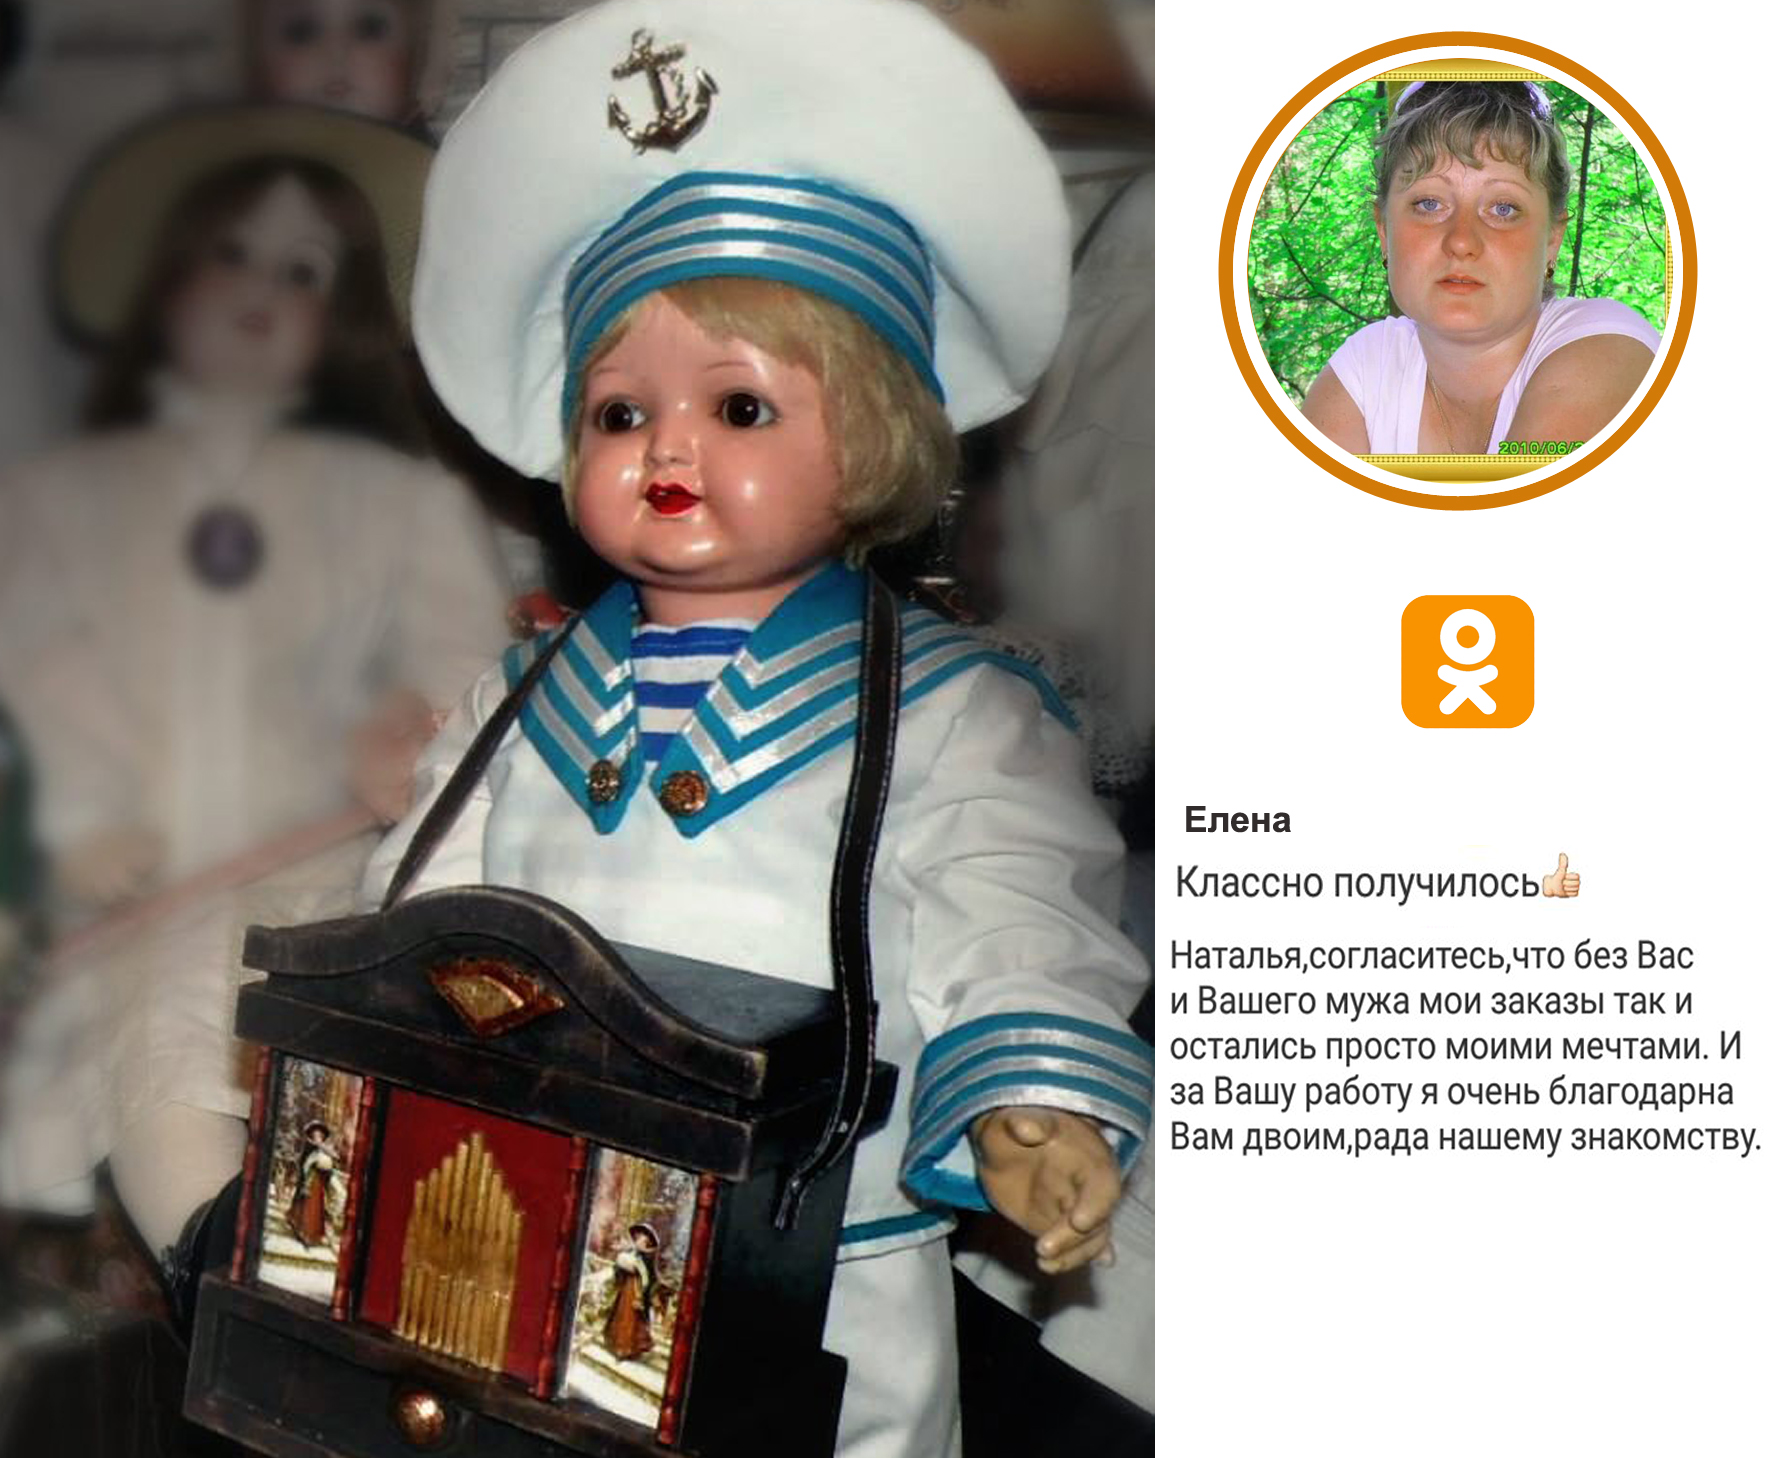 2010/06/2
Елена
Классно получилось👍🏻
Наталья,согласитесь,что без Вас
и Вашего мужа мои заказы так и
остались просто моими мечтами. И
за Вашу работу я очень благодарна
Вам двоим,рада нашему знакомству.